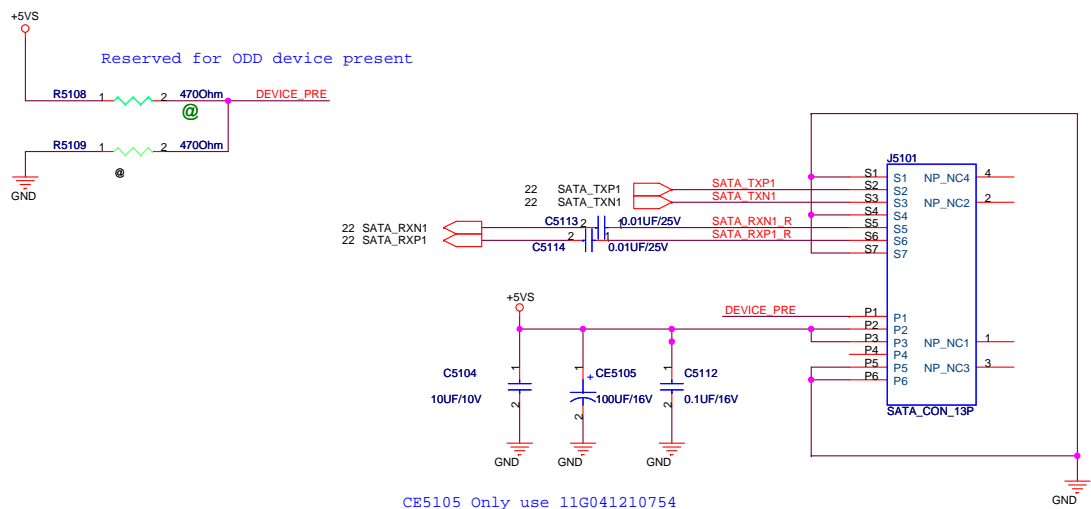 +5VS
Reserved for ODD device present
R5108 1 2 470Ohm DEVICE_PRE
@
R5109 1 2 470Ohm
@
GND
J5101
S1 S1 NP_NC4 4
22 SATA_TXP1 SATA_TXP1 S2 S2
22 SATA_TXN1 SATA_TXN1 S3 S3 NP_NC2 2
S4 S4
22 SATA_RXN1 C5113 2 1 0.01UF/25V SATA_RXN1_R S5 S5
22 SATA_RXP1 2 1 SATA_RXP1_R S6 S6
C5114 0.01UF/25V
S7 S7
+5VS
DEVICE_PRE P1 P1
P2 P2
P3 P3 NP_NC1 1
P4 P4
P5 P5 NP_NC3 3
P6 P6
C5104 1 2 10UF/10V
CE5105 1 + 2 100UF/16V
C5112 1 2 0.1UF/16V
SATA_CON_13P
GND GND GND
GND
CE5105 Only use 11G041210754